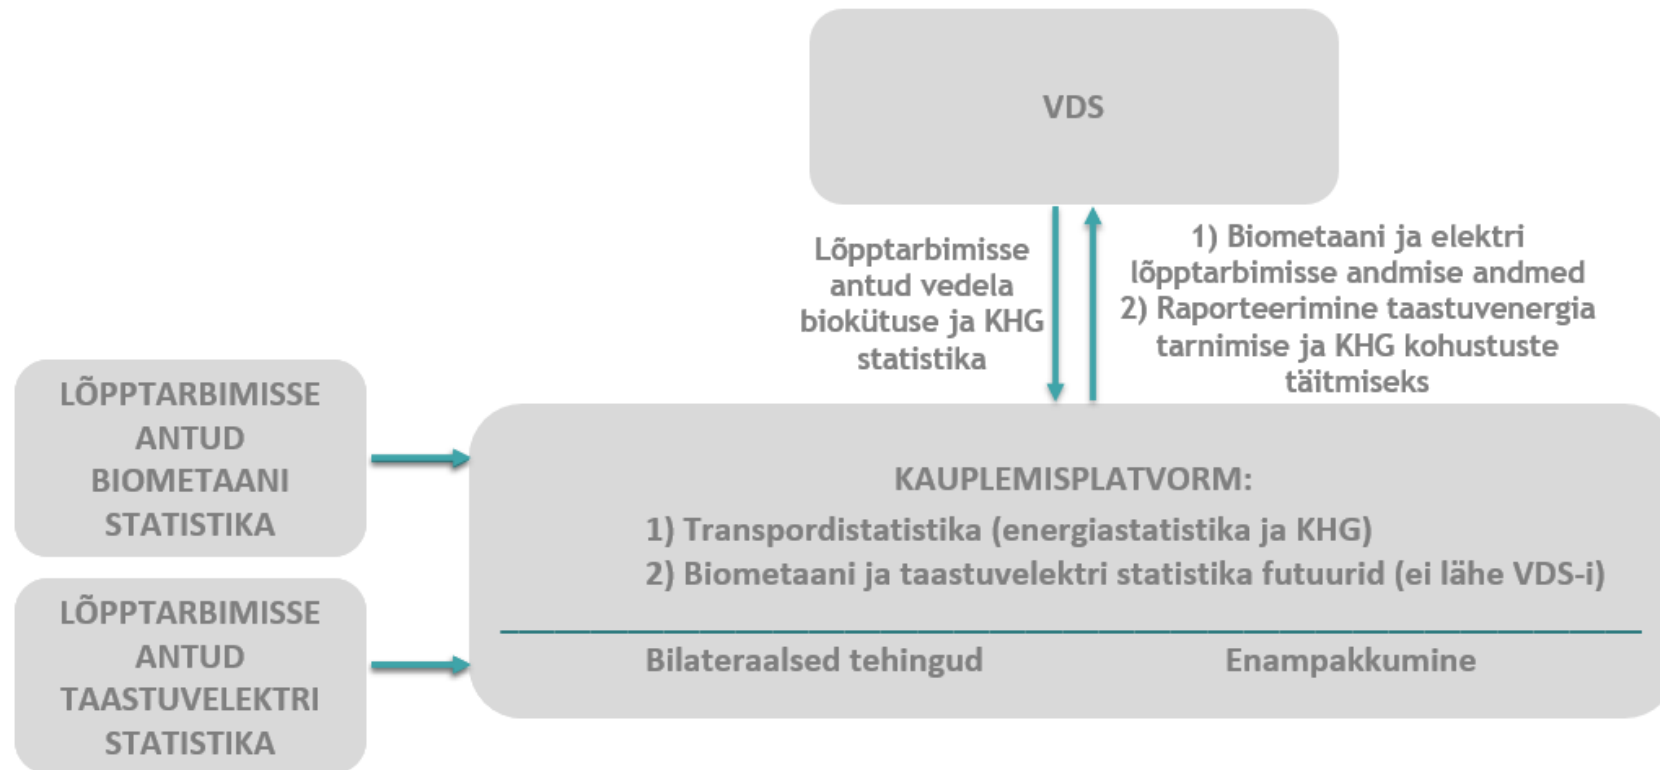 VDS
Lõpptarbimisse
antud vedela
biokütuse ja KHG
statistika
1) Biometaani ja elektri
lõpptarbimisse andmise andmed
2) Raporteerimine taastuvenergia
tarnimise ja KHG kohustuste
täitmiseks
LÕPPTARBIMISSE
ANTUD
BIOMETAANI
STATISTIKA
LÕPPTARBIMISSE
ANTUD
TAASTUVELEKTRI
STATISTIKA
KAUPLEMISPLATVORM:
1) Transpordistatistika (energiastatistika ja KHG)
2) Biometaani ja taastuvelektri statistika futuurid (ei lähe VDS-i)
Bilateraalsed tehingud
Enampakkumine